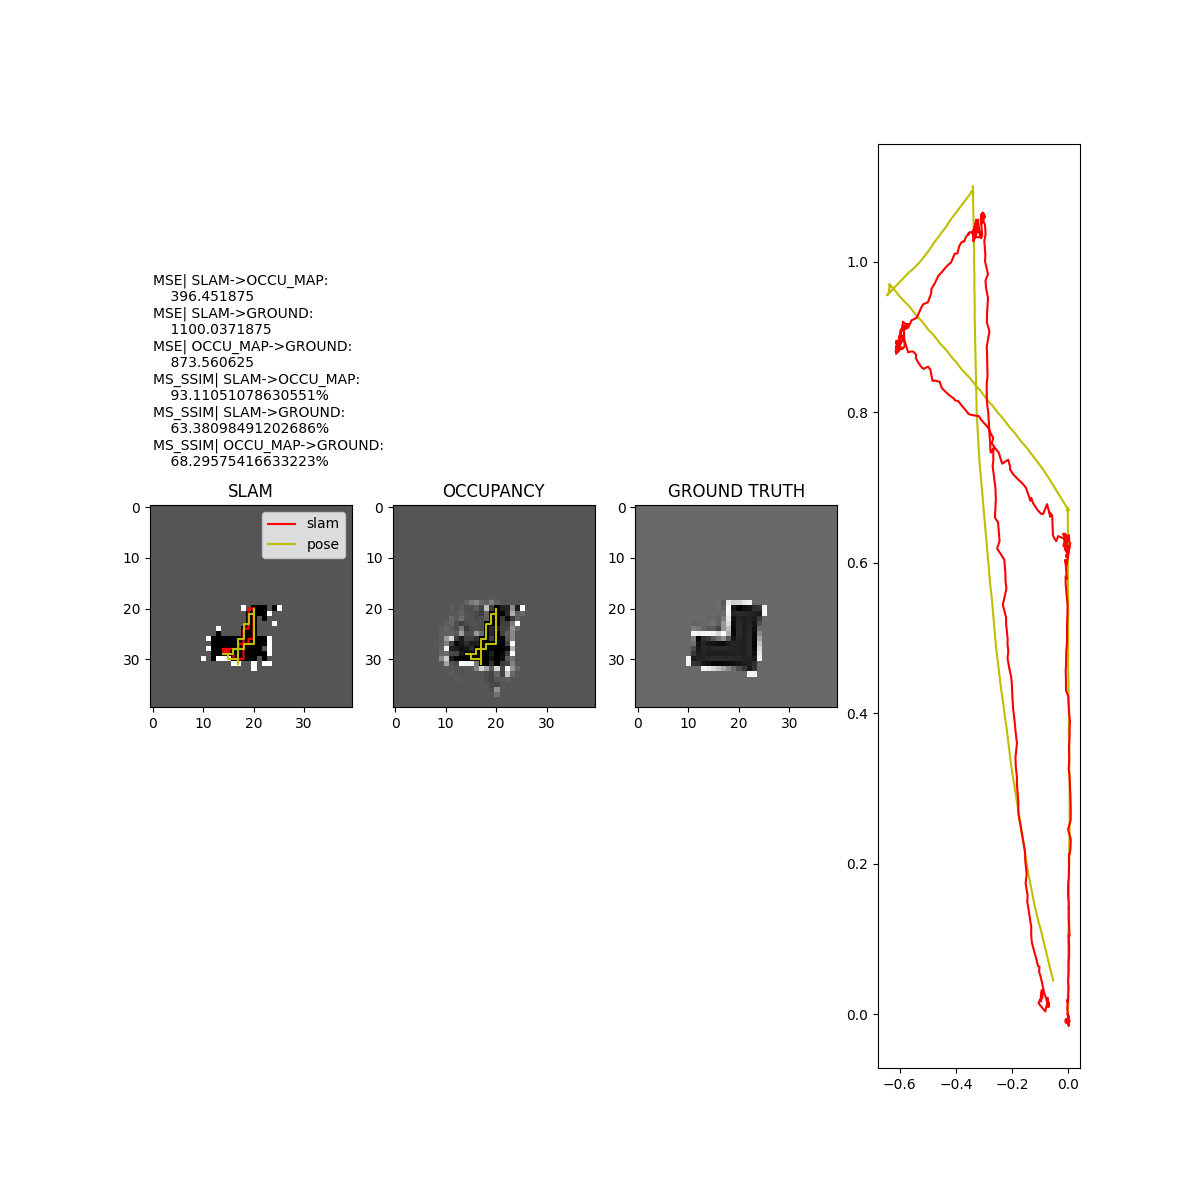 MSE| SLAM->OCCU_MAP:
396.451875
MSE| SLAM->GROUND:
1100.0371875
MSE| OCCU_MAP->GROUND:
873.560625
MS_SSIM| SLAM->OCCU_MAP:
93.11051078630551%
MS_SSIM| SLAM->GROUND:
63.38098491202686%
MS_SSIM| OCCU_MAP->GROUND:
68.29575416633223%
SLAM
slam
pose
0
10
20
30
0 10 20 30
OCCUPANCY
0
10
20
30
0 10 20 30
GROUND TRUTH
0
10
20
30
0 10 20 30
1.0
0.8
0.6
0.4
0.2
0.0
−0.6 −0.4 −0.2 0.0